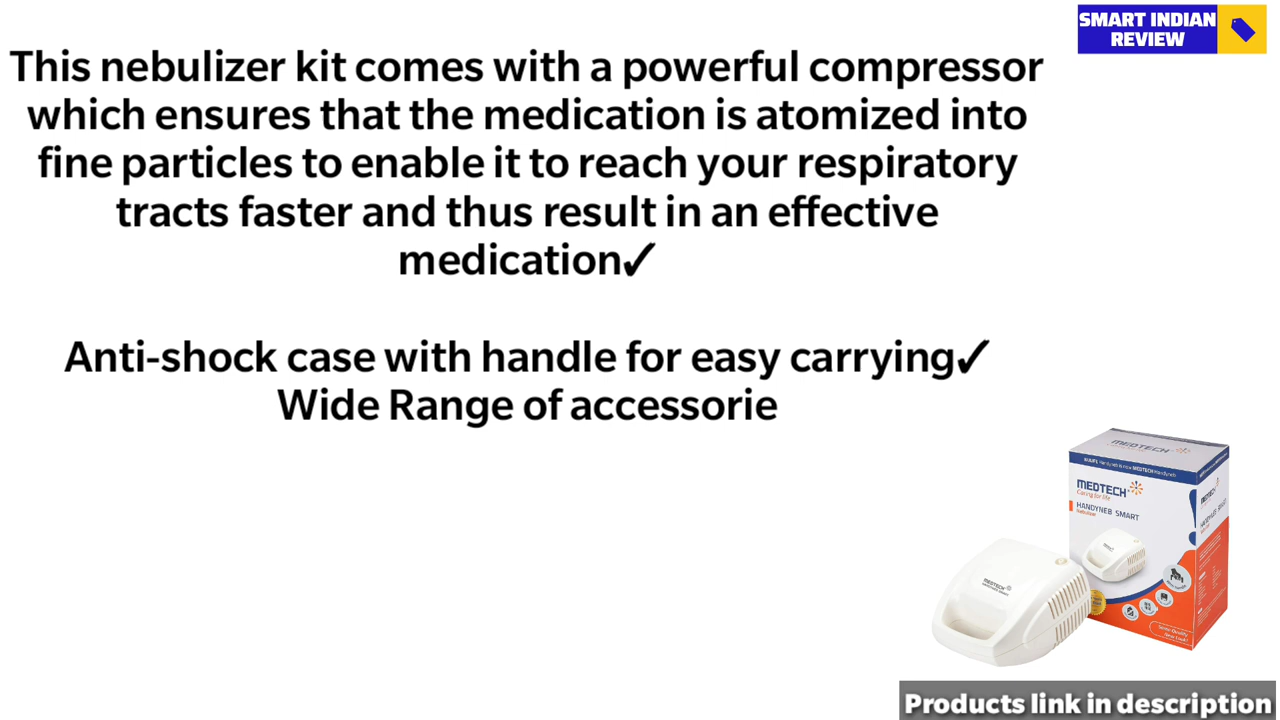 SMART INDIAN
REVIEW
This nebulizer kit comes with a powerful compressor
which ensures that the medication is atomized into
fine particles to enable it to reach your respiratory
tracts faster and thus result in an effective
medication✓
Anti-shock case with handle for easy carrying✓
Wide Range of accessorie
MEDTECH
MEDTECH
Caring for life
HANDYNEB SMART
Nebulizer
MEDTECH
Products link in description